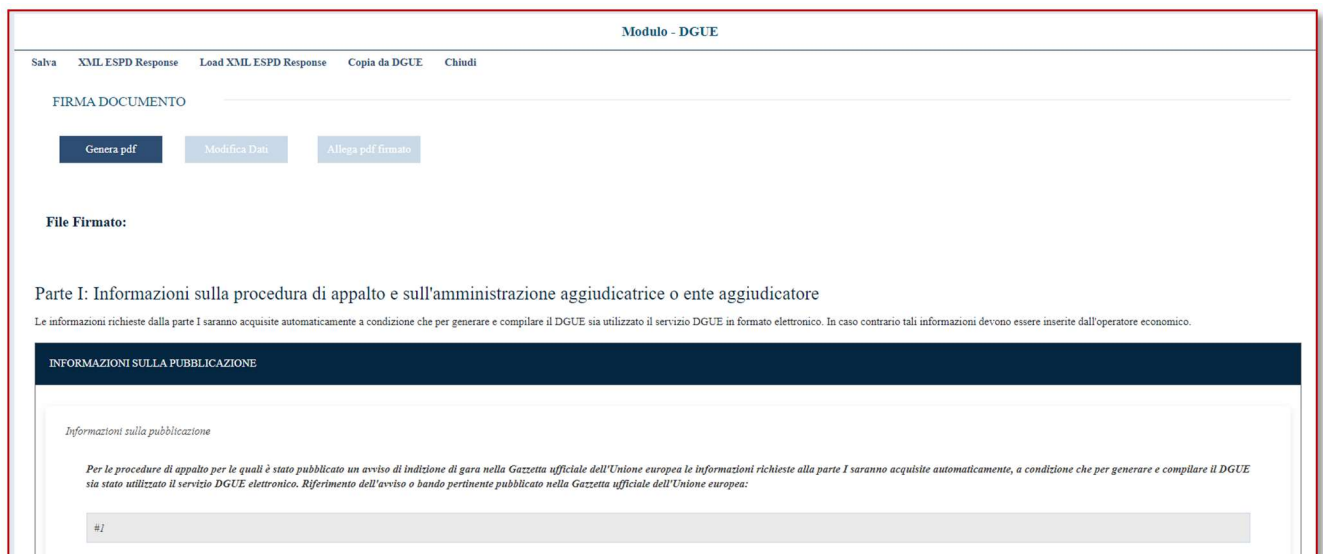 Modulo - DGUE
Salva XML ESPD Response Load XML ESPD Response Copia da DGUE Chiudi
FIRMA DOCUMENTO
Genera pdf Modifica Dati Allega pdf firmato
File Firmato:
Parte I: Informazioni sulla procedura di appalto e sull'amministrazione aggiudicatrice o ente aggiudicatore
Le informazioni richieste dalla parte I saranno acquisite automaticamente a condizione che per generare e compilare il DGUE sia utilizzato il servizio DGUE in formato elettronico. In caso contrario tali informazioni devono essere inserite dall'operatore economico.
INFORMAZIONI SULLA PUBBLICAZIONE
Informazioni sulla pubblicazione
Per le procedure di appalto per le quali è stato pubblicato un avviso di indizione di gara nella Gazzetta ufficiale dell'Unione europea le informazioni richieste alla parte I saranno acquisite automaticamente, a condizione che per generare e compilare il DGUE
sia stato utilizzato il servizio DGUE elettronico. Riferimento dell'avviso o bando pertinente pubblicato nella Gazzetta ufficiale dell'Unione europea:
#1